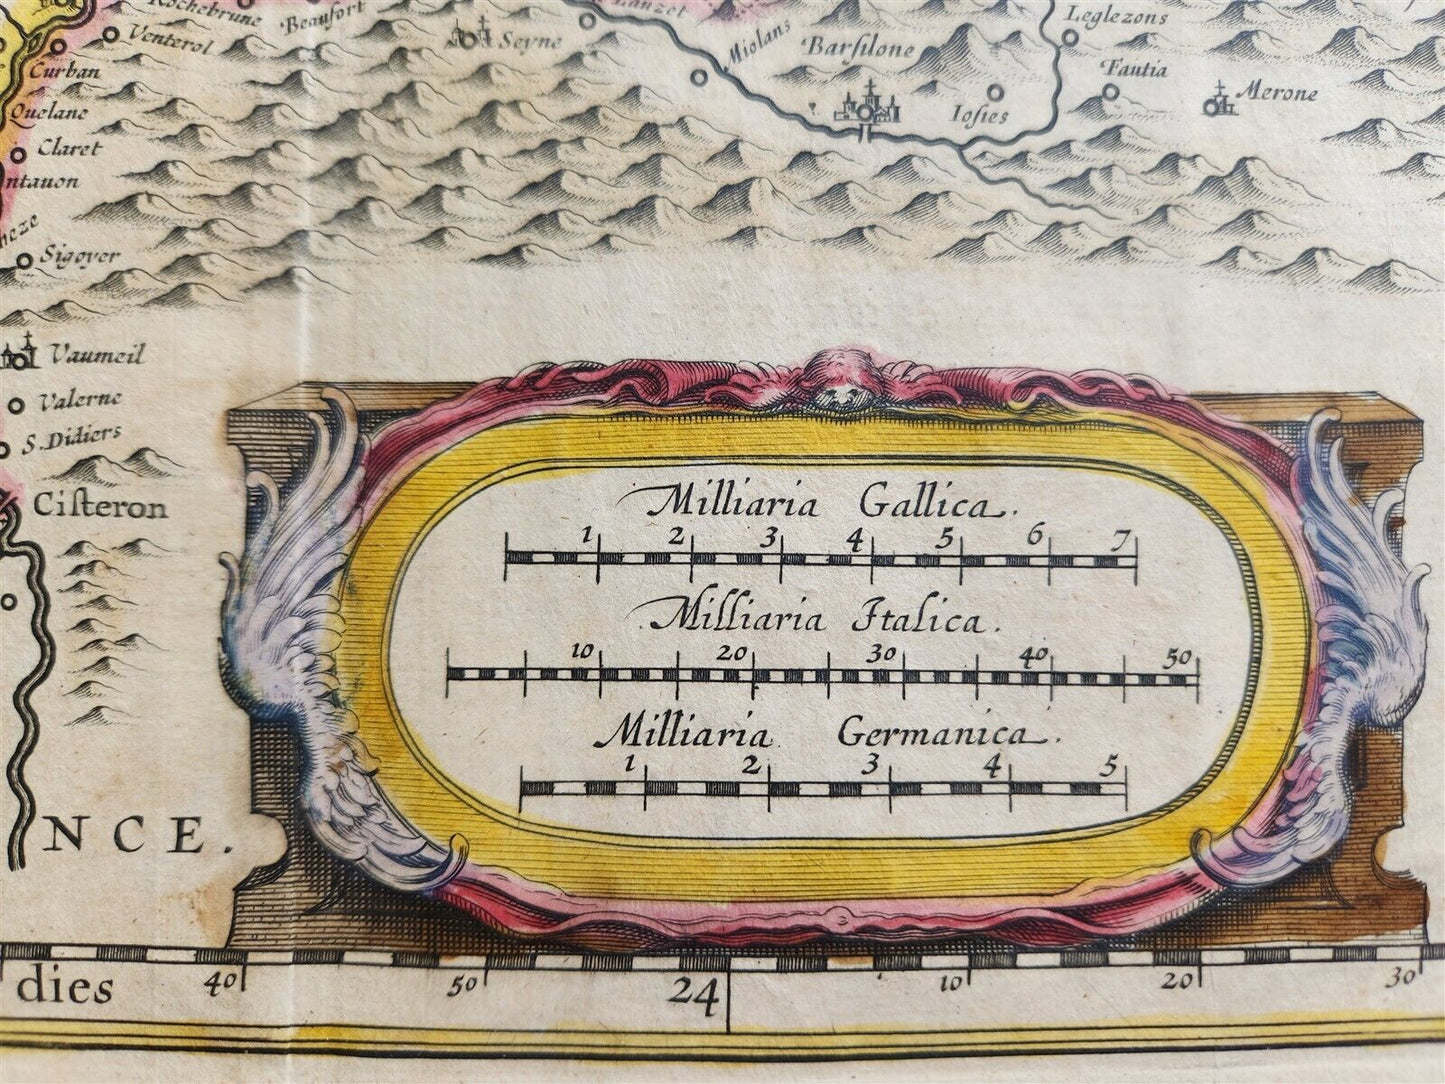 Rochebrune
Beaufort
Venterol
Seyne
Miolans
Barſilone
Leglezons
Fautia
Merone
Ioſies
Curban
Quelane
Claret
ntauon
Sigoyer
Vaumeil
Valerne
S. Didiers
Ciſteron
NCE.
Milliaria Gallica.
1 2 3 4 5 6 7
Milliaria Italica.
10 20 30 40 50
Milliaria Germanica.
1 2 3 4 5
dies 40 50 24 10 20 30